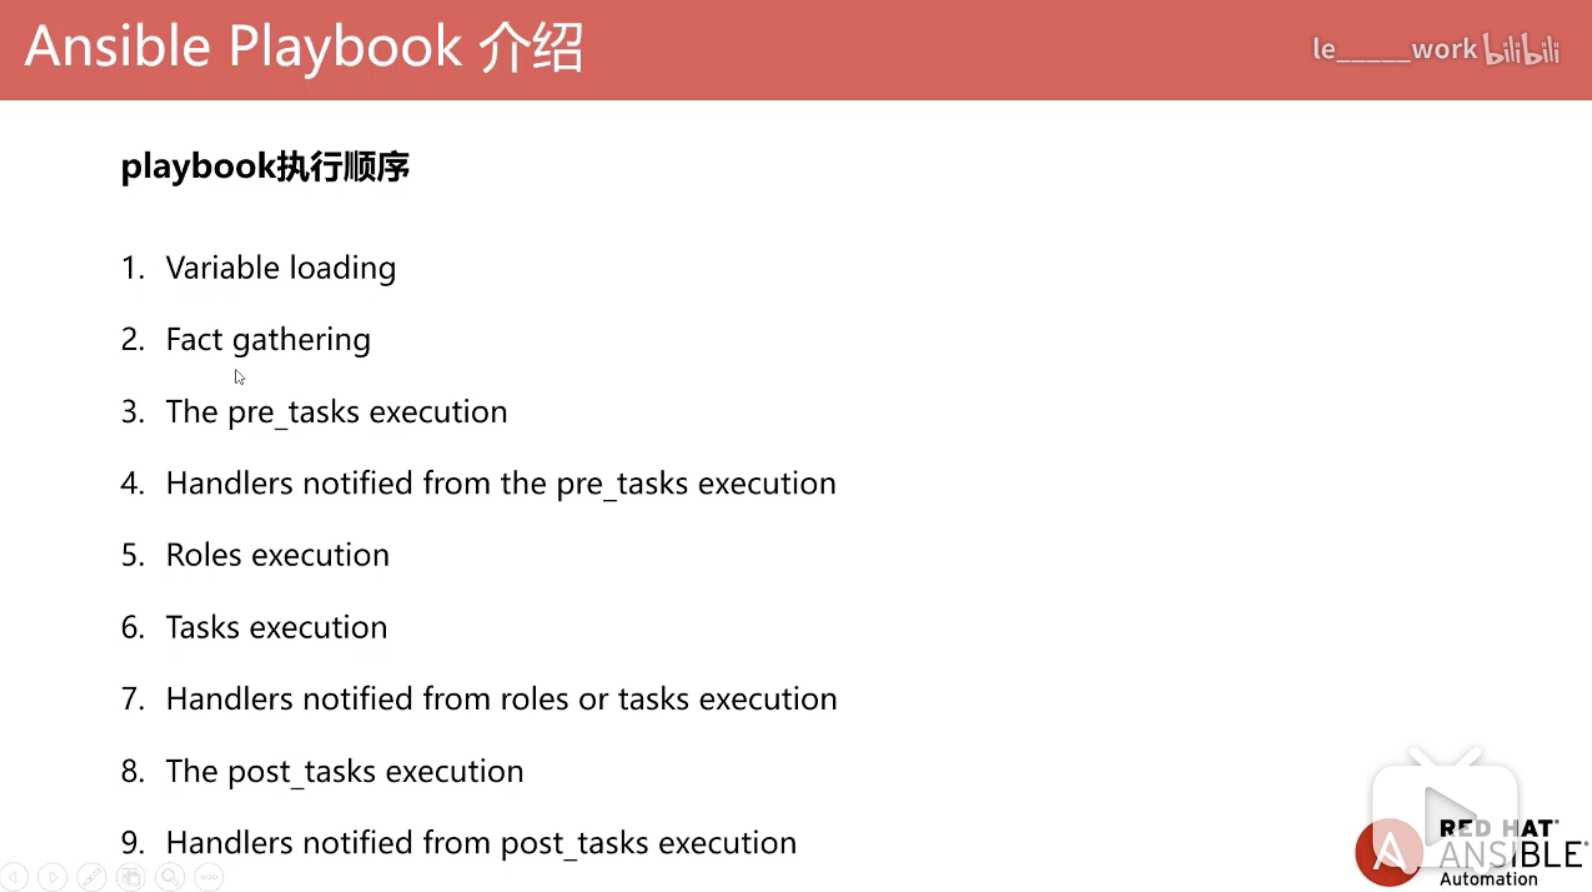 Ansible Playbook 介绍
le_____work bilibili
playbook执行顺序
1. Variable loading
2. Fact gathering
3. The pre_tasks execution
4. Handlers notified from the pre_tasks execution
5. Roles execution
6. Tasks execution
7. Handlers notified from roles or tasks execution
8. The post_tasks execution
9. Handlers notified from post_tasks execution
RED HAT
ANSIBLE
Automation